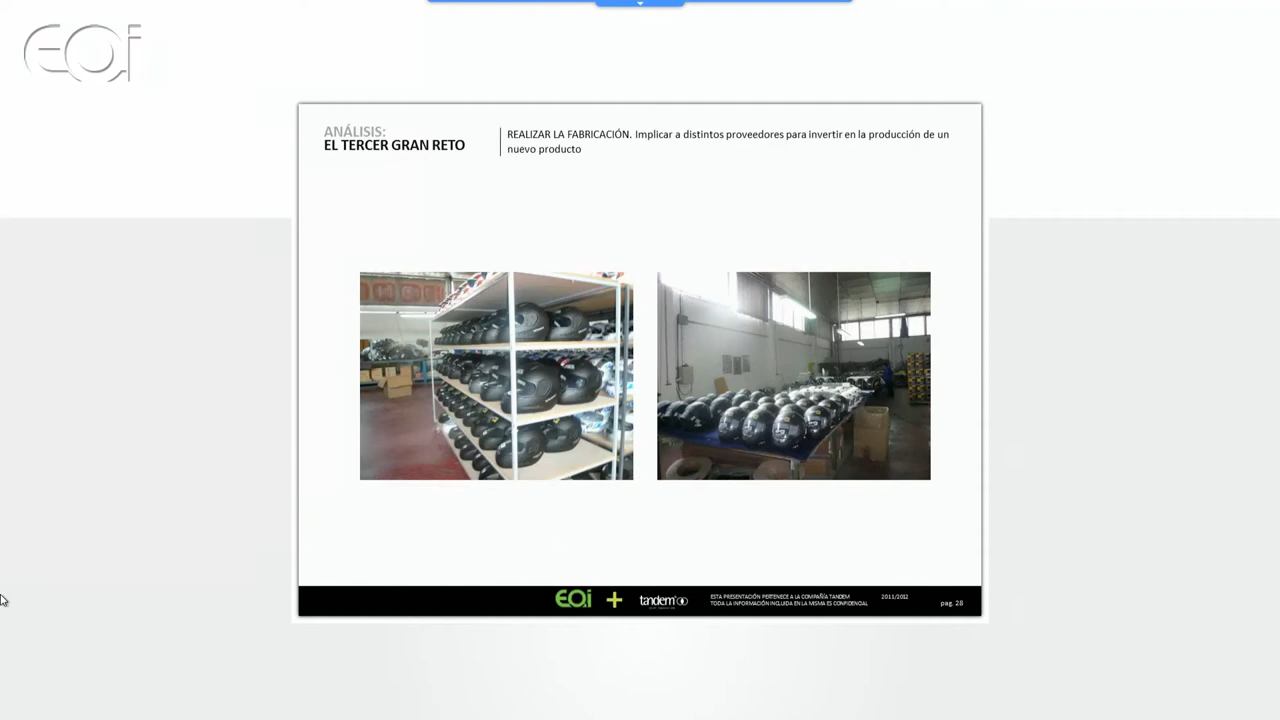 EOi
ANÁLISIS:
EL TERCER GRAN RETO
REALIZAR LA FABRICACIÓN. Implicar a distintos proveedores para invertir en la producción de un
nuevo producto
EOi + tandem
ESTA PRESENTACIÓN PERTENECE A LA COMPAÑÍA TANDEM
TODA LA INFORMACIÓN INCLUIDA EN LA MISMA ES CONFIDENCIAL
2011/2012
pag. 28